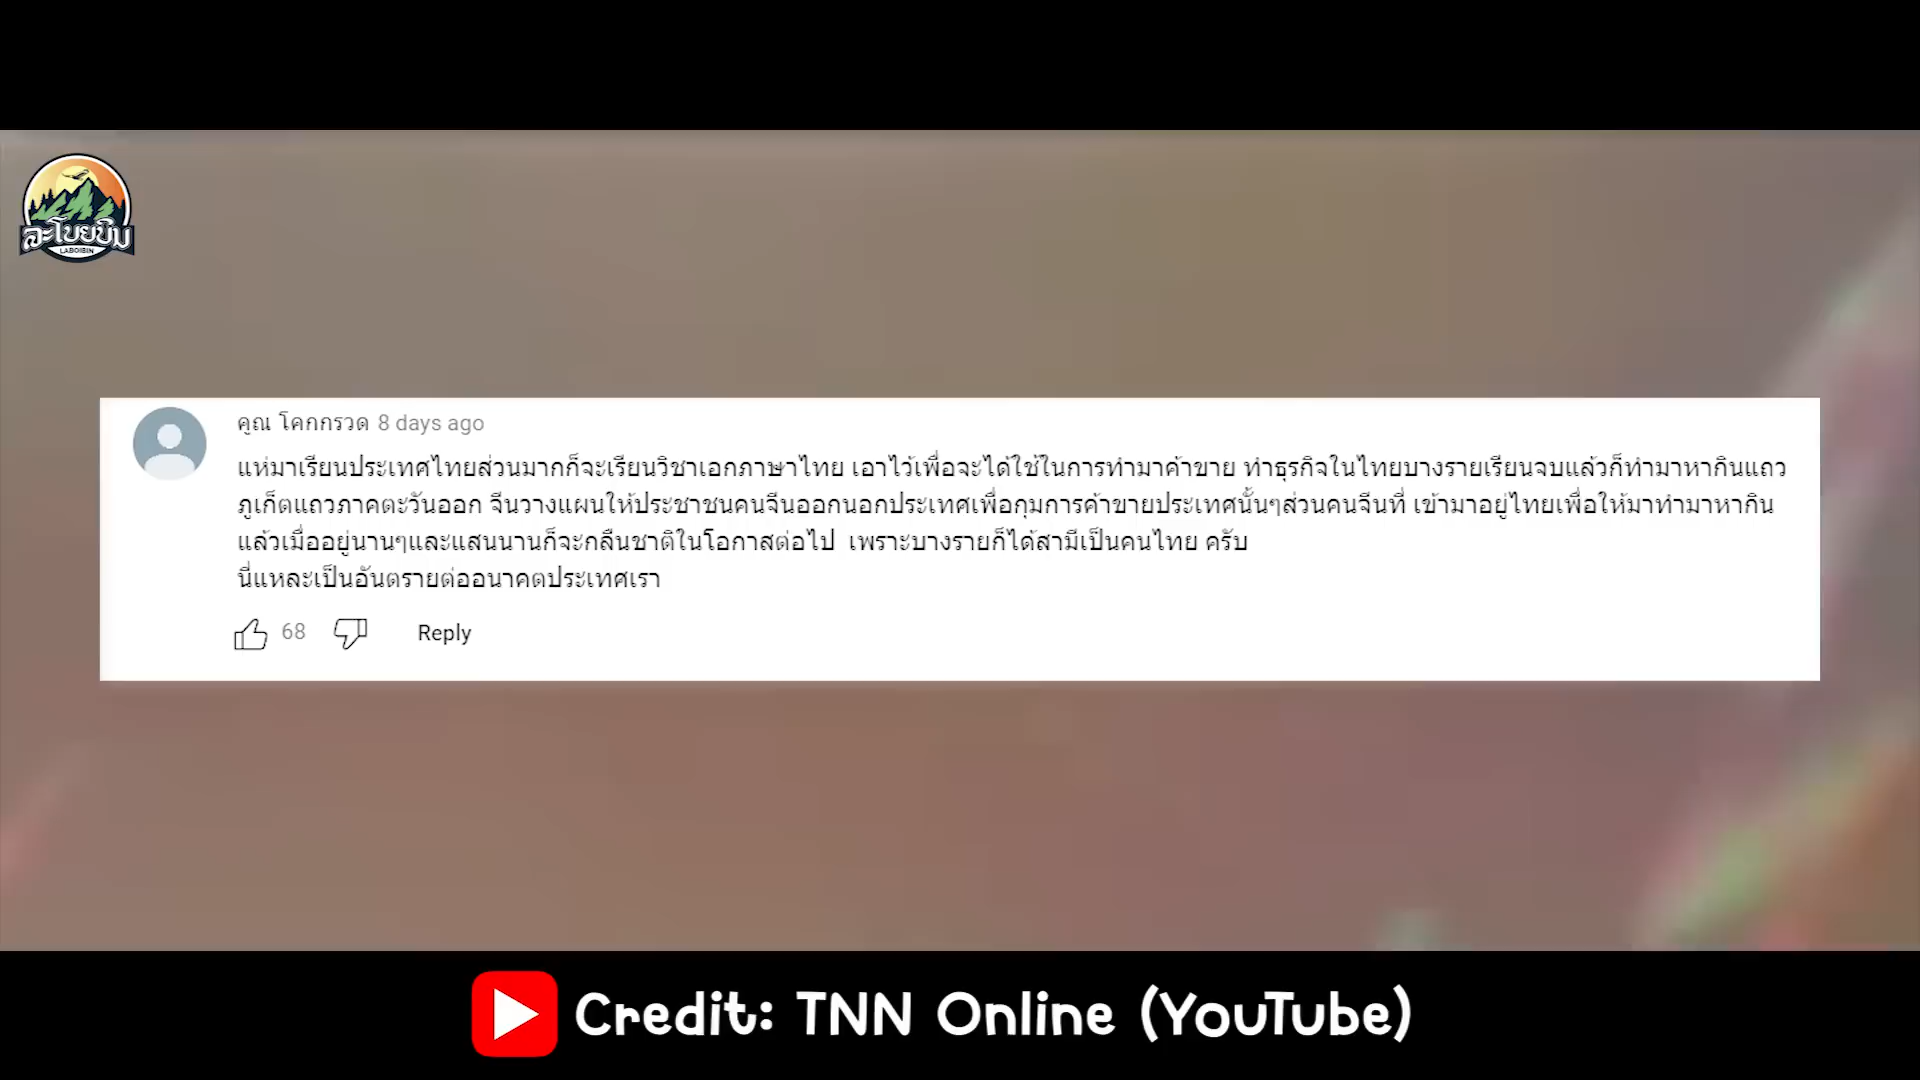 ละโบยบิน
LABOIBIN
คูณ โคกกรวด 8 days ago
แห่มาเรียนประเทศไทยส่วนมากก็จะเรียนวิชาเอกภาษาไทย เอาไว้เพื่อจะได้ใช้ในการทำมาค้าขาย ทำธุรกิจในไทยบางรายเรียนจบแล้วก็ทำมาหากินแถว
ภูเก็ตแถวภาคตะวันออก จีนวางแผนให้ประชาชนคนจีนออกนอกประเทศเพื่อกุมการค้าขายประเทศนั้นๆส่วนคนจีนที่ เข้ามาอยู่ไทยเพื่อให้มาทำมาหากิน
แล้วเมื่ออยู่นานๆและแสนนานก็จะกลืนชาติในโอกาสต่อไป เพราะบางรายก็ได้สามีเป็นคนไทย ครับ
นี่แหละเป็นอันตรายต่ออนาคตประเทศเรา
68 Reply
Credit: TNN Online (YouTube)